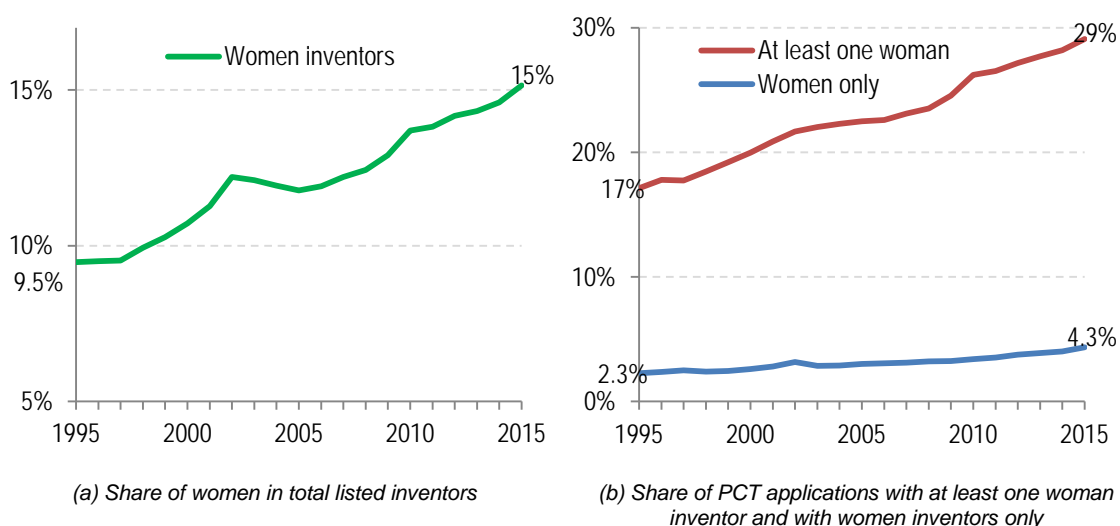 Women inventors
15%
15%
10%
9.5%
5%
1995 2000 2005 2010 2015
(a) Share of women in total listed inventors
30%
29%
At least one woman
Women only
20%
17%
10%
4.3%
2.3%
0%
1995 2000 2005 2010 2015
(b) Share of PCT applications with at least one woman
inventor and with women inventors only